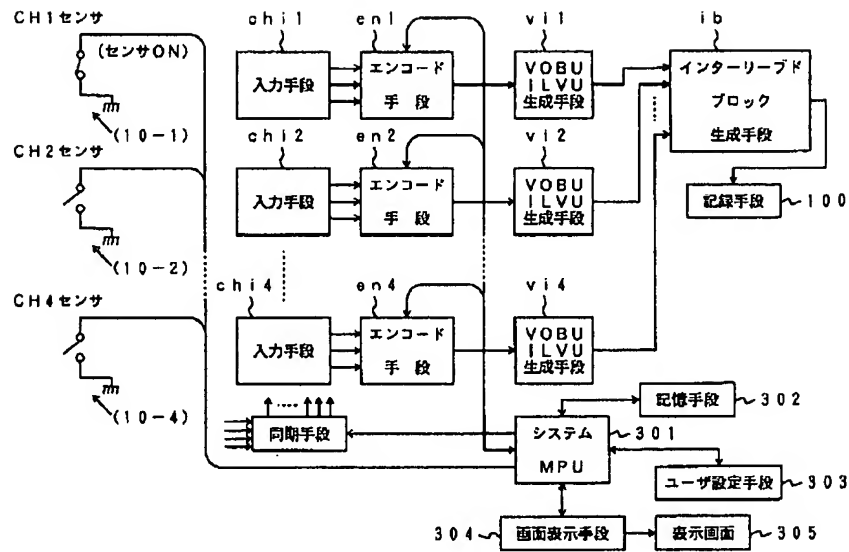 CH1センサ
(センサON)
(10-1)
CH2センサ
(10-2)
CH4センサ
(10-4)
chi1
入力手段
en1
エンコード
手段
vi1
VOBU
ILVU
生成手段
ib
インターリーブド
ブロック
生成手段
記録手段
100
chi2
入力手段
en2
エンコード
手段
vi2
VOBU
ILVU
生成手段
chi4
入力手段
en4
エンコード
手段
vi4
VOBU
ILVU
生成手段
同期手段
システム
MPU
301
記憶手段
302
ユーザ設定手段
303
304
画面表示手段
表示画面
305